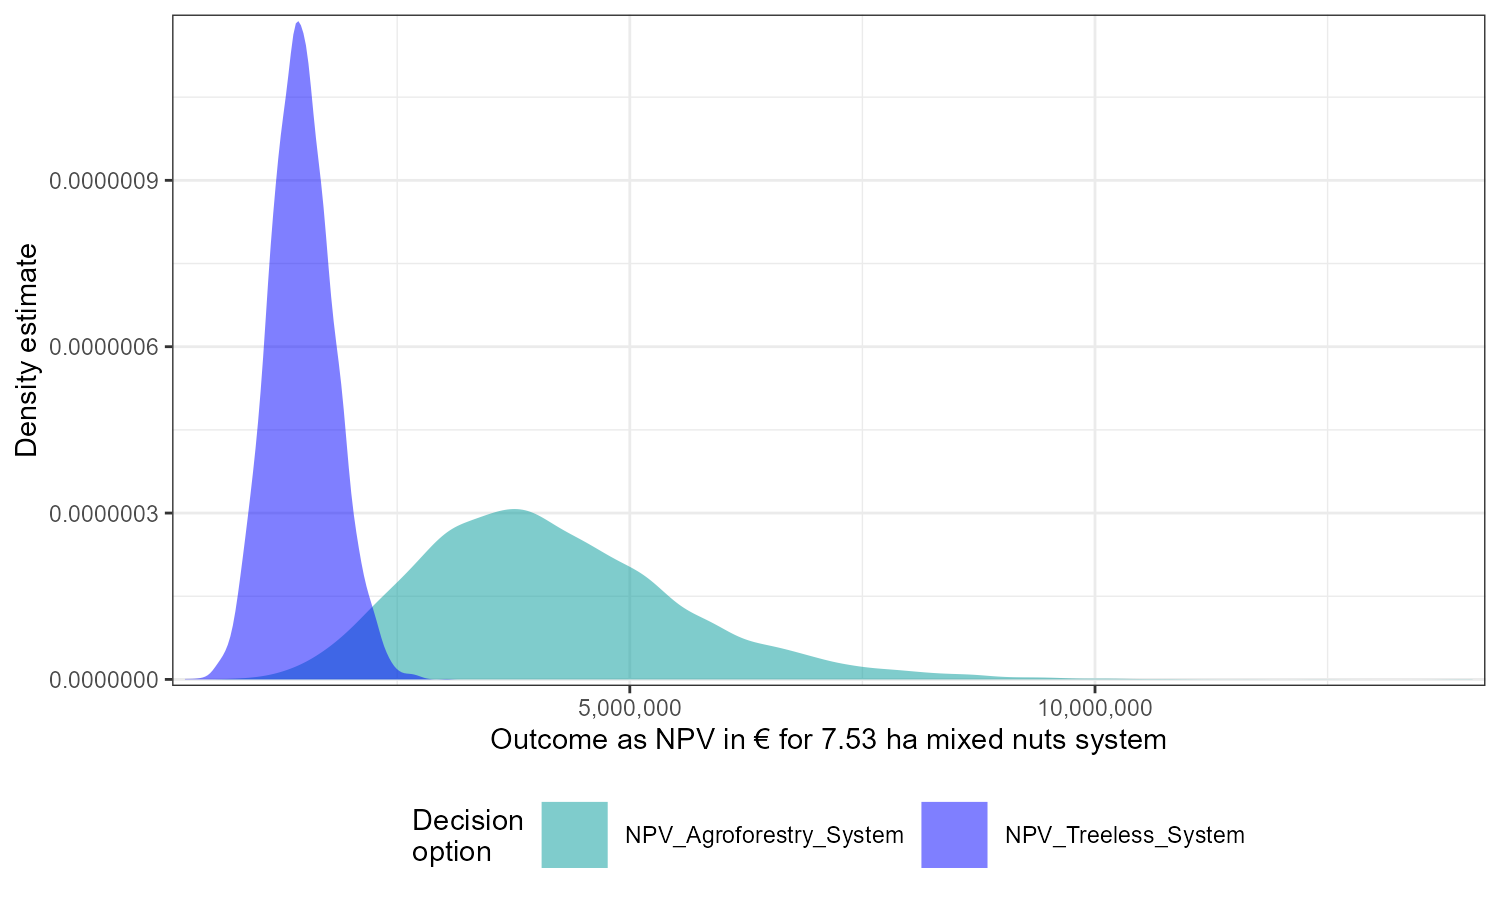 Density estimate
0.0000009
0.0000006
0.0000003
0.0000000
5,000,000
10,000,000
Outcome as NPV in € for 7.53 ha mixed nuts system
Decision
option
NPV_Agroforestry_System
NPV_Treeless_System